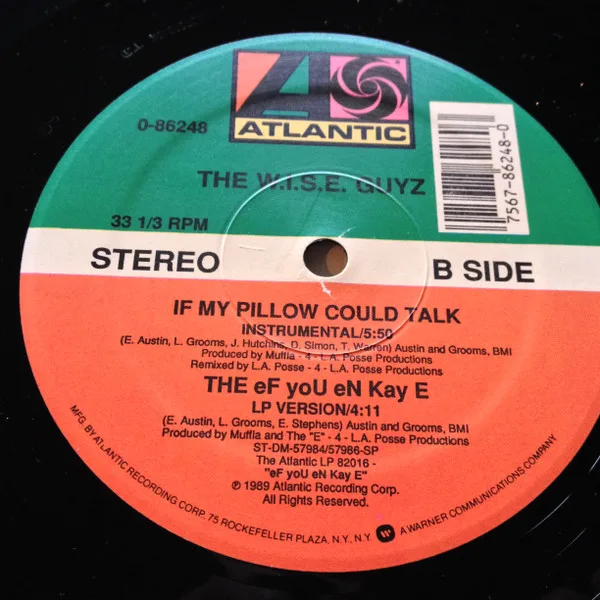 0-86248
ATLANTIC
THE W.I.S.E. GUYZ
7567-86248-0
33 1/3 RPM
STEREO
B SIDE
IF MY PILLOW COULD TALK
INSTRUMENTAL/5:50
(E. Austin, L. Grooms, J. Hutchins, D. Simon, T. Warren) Austin and Grooms, BMI
Produced by Muffla - 4 - L.A. Posse Productions
Remixed by L.A. Posse - 4 - L.A. Posse Productions
THE eF yoU eN Kay E
LP VERSION/4:11
(E. Austin, L. Grooms, E. Stephens) Austin and Grooms, BMI
Produced by Muffla and The "E" - 4 - L.A. Posse Productions
ST-DM-57984/57986-SP
The Atlantic LP 82016 -
"eF yoU eN Kay E"
℗ 1989 Atlantic Recording Corp.
All Rights Reserved.
MFG. BY ATLANTIC RECORDING CORP. 75 ROCKEFELLER PLAZA, N.Y. N.Y. A WARNER COMMUNICATIONS COMPANY